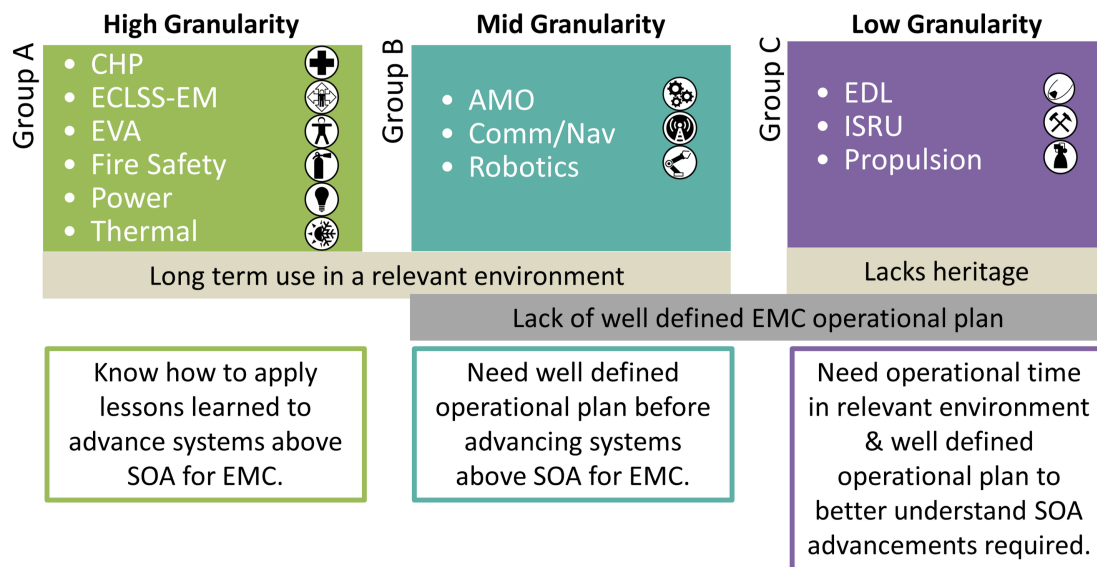 High Granularity
Group A
CHP
ECLSS-EM
EVA
Fire Safety
Power
Thermal
Mid Granularity
Group B
AMO
Comm/Nav
Robotics
Low Granularity
Group C
EDL
ISRU
Propulsion
Long term use in a relevant environment
Lacks heritage
Lack of well defined EMC operational plan
Know how to apply
lessons learned to
advance systems above
SOA for EMC.
Need well defined
operational plan before
advancing systems
above SOA for EMC.
Need operational time
in relevant environment
& well defined
operational plan to
better understand SOA
advancements required.